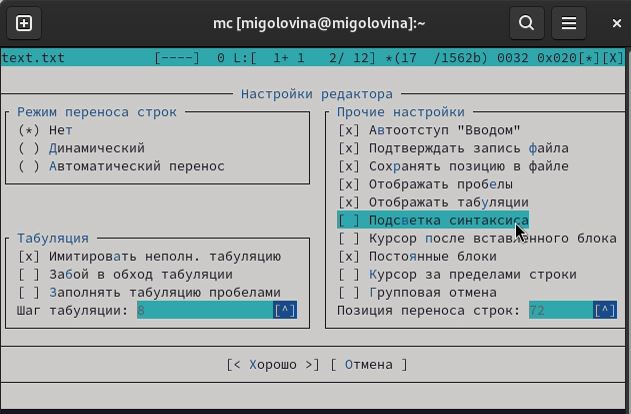 mc [migolovina@migolovina]:~
text.txt [----] 0 L:[ 1+ 1 2/ 12] *(17 /1562b) 0032 0x020[*][X]
Настройки редактора
Режим переноса строк
(*) Нет
( ) Динамический
( ) Автоматический перенос
Табуляция
[x] Имитировать неполн. табуляцию
[ ] Забой в обход табуляции
[ ] Заполнять табуляцию пробелами
Шаг табуляции: 8 [^]
Прочие настройки
[x] Автоотступ "Вводом"
[x] Подтверждать запись файла
[x] Сохранять позицию в файле
[x] Отображать пробелы
[x] Отображать табуляции
[ ] Подсветка синтаксиса
[ ] Курсор после вставленного блока
[x] Постоянные блоки
[ ] Курсор за пределами строки
[ ] Групповая отмена
Позиция переноса строк: 72 [^]
[< Хорошо >] [ Отмена ]